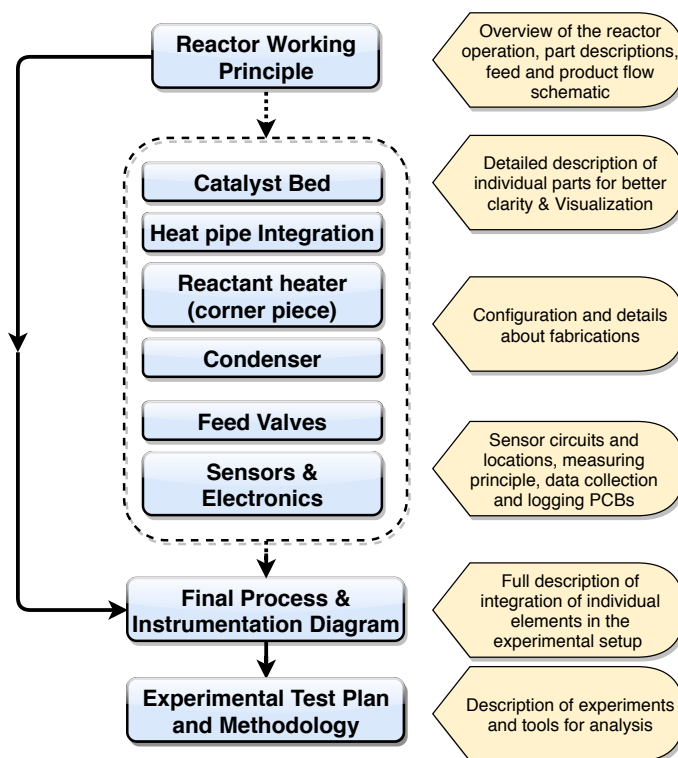 Reactor Working
Principle
Overview of the reactor
operation, part descriptions,
feed and product flow
schematic
Catalyst Bed
Heat pipe Integration
Reactant heater
(corner piece)
Condenser
Feed Valves
Sensors &
Electronics
Detailed description of
individual parts for better
clarity & Visualization
Configuration and details
about fabrications
Sensor circuits and
locations, measuring
principle, data collection
and logging PCBs
Final Process &
Instrumentation Diagram
Full description of
integration of individual
elements in the
experimental setup
Experimental Test Plan
and Methodology
Description of experiments
and tools for analysis